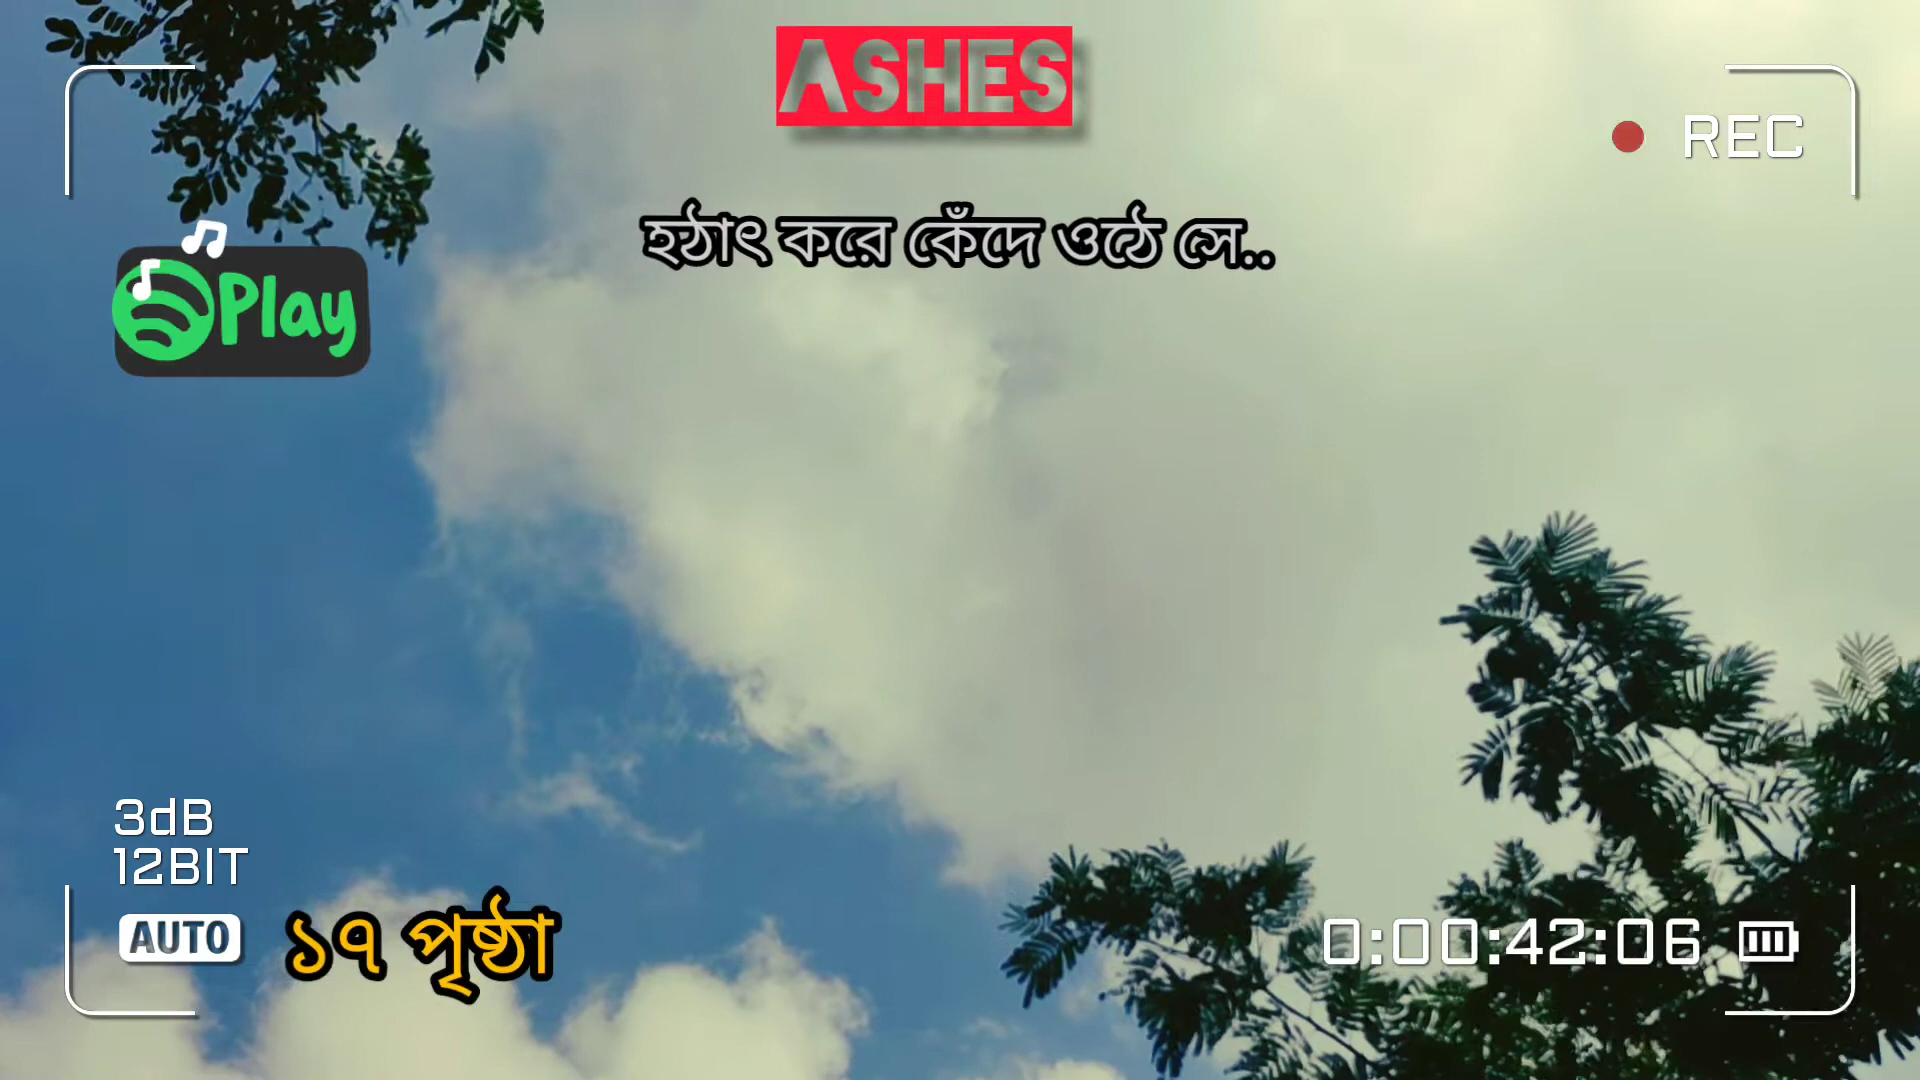 ASHES
REC
হঠাৎ করে কেঁদে ওঠে সে..
Play
3dB
12BIT
AUTO
১৭ পৃষ্ঠা
0:00:42:06